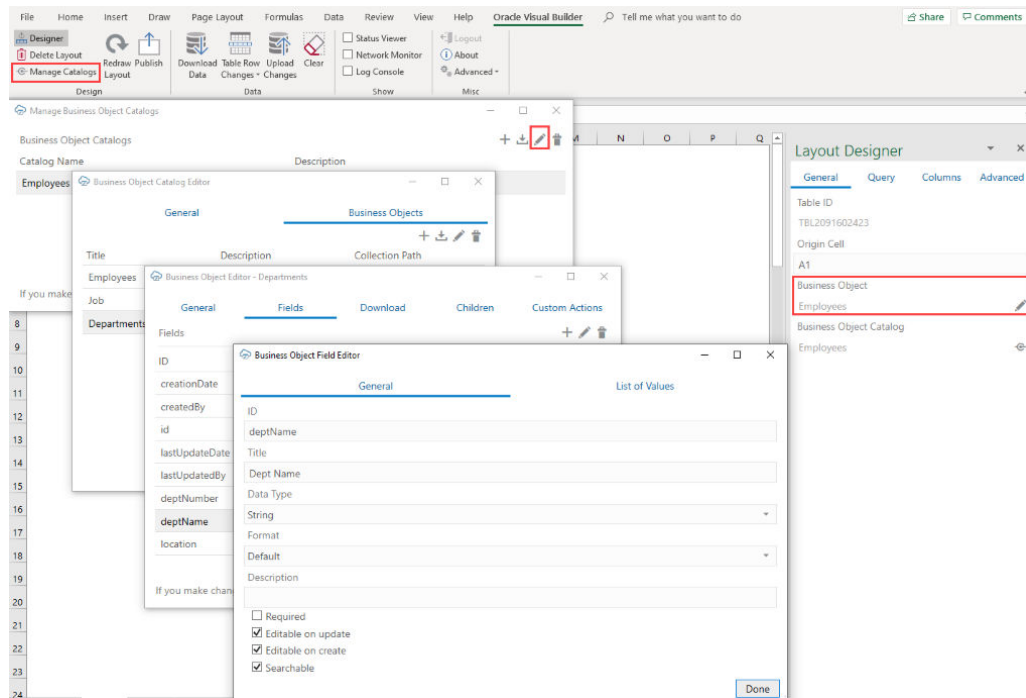 File Home Insert Draw Page Layout Formulas Data Review View Help Oracle Visual Builder Tell me what you want to do Share Comments
Designer
Delete Layout
Manage Catalogs
Redraw Layout
Publish
Design
Download Data
Table Row Changes
Upload Changes
Clear
Data
Status Viewer
Network Monitor
Log Console
Show
Logout
About
Advanced
Misc
Manage Business Object Catalogs
Business Object Catalogs
Catalog Name Description
Employees
If you make
Business Object Catalog Editor
General Business Objects
Title Description Collection Path
Employees
Job
Departments
Business Object Editor - Departments
General Fields Download Children Custom Actions
Fields
ID
creationDate
createdBy
id
lastUpdateDate
lastUpdatedBy
deptNumber
deptName
location
If you make chan
Business Object Field Editor
General List of Values
ID
deptName
Title
Dept Name
Data Type
String
Format
Default
Description
Required
Editable on update
Editable on create
Searchable
Done
M N O P Q
8
9
10
11
12
13
14
15
16
17
18
19
20
21
22
23
24
Layout Designer
General Query Columns Advanced
Table ID
TBL2091602423
Origin Cell
A1
Business Object
Employees
Business Object Catalog
Employees